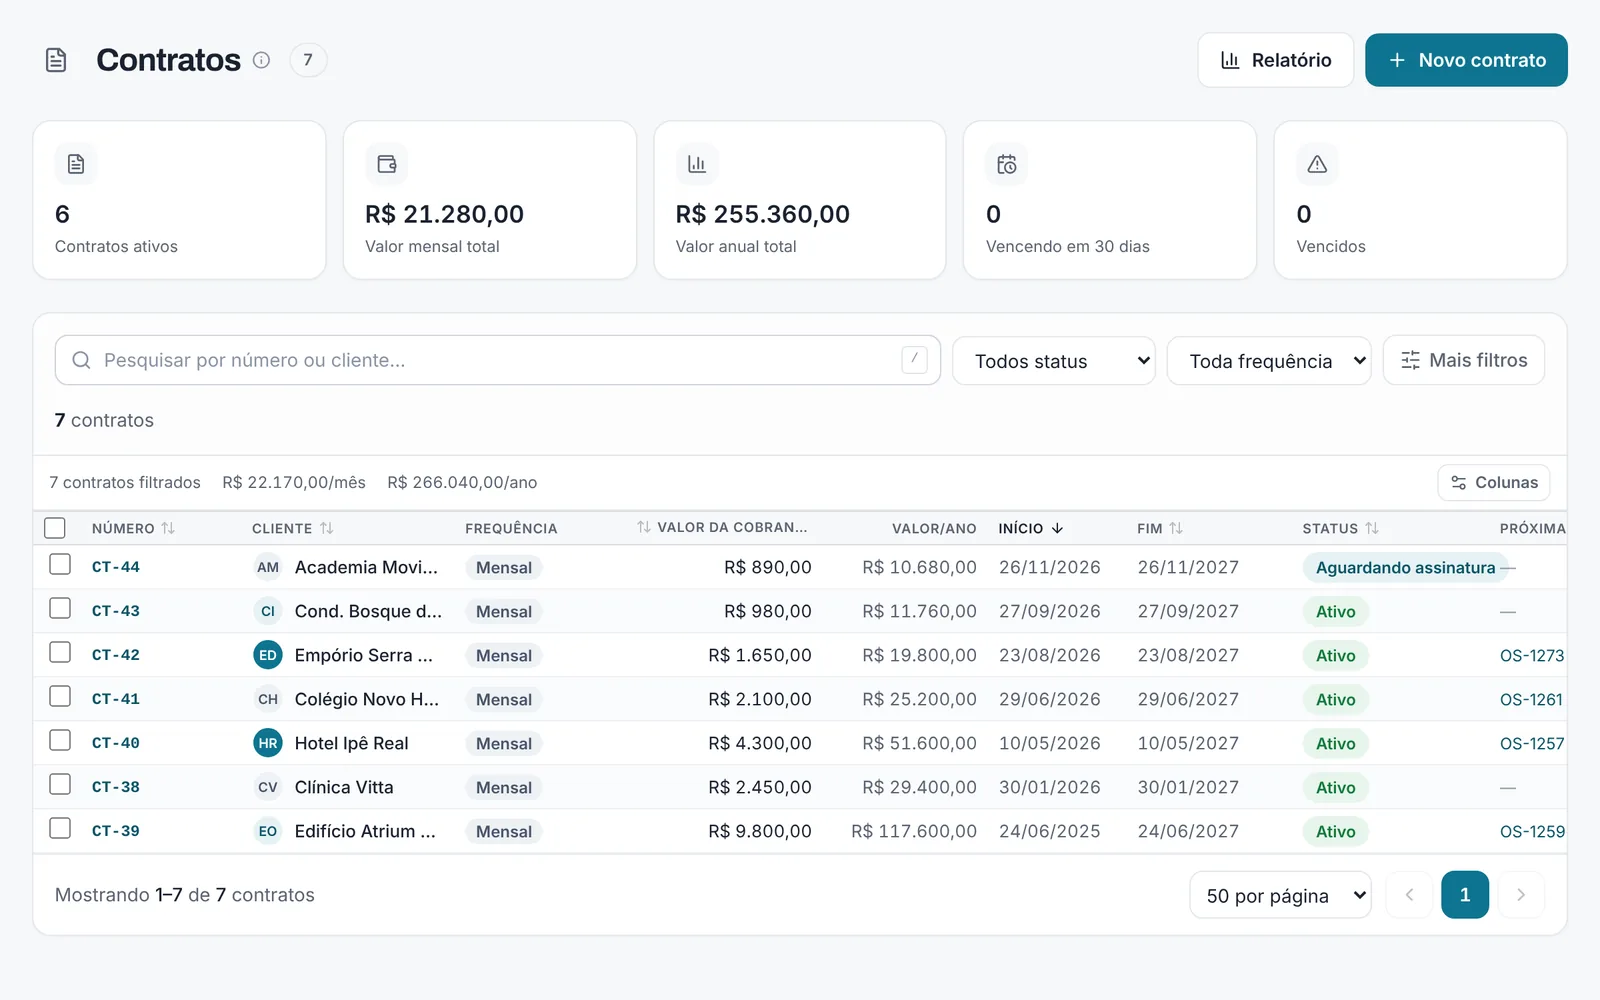 Contratos 7
Relatório
+ Novo contrato
6
Contratos ativos
R$ 21.280,00
Valor mensal total
R$ 255.360,00
Valor anual total
0
Vencendo em 30 dias
0
Vencidos
Pesquisar por número ou cliente... /
Todos status
Toda frequência
Mais filtros
7 contratos
7 contratos filtrados R$ 22.170,00/mês R$ 266.040,00/ano
Colunas
NÚMERO CLIENTE FREQUÊNCIA VALOR DA COBRAN... VALOR/ANO INÍCIO FIM STATUS PRÓXIMA
CT-44 AM Academia Movi... Mensal R$ 890,00 R$ 10.680,00 26/11/2026 26/11/2027 Aguardando assinatura —
CT-43 CI Cond. Bosque d... Mensal R$ 980,00 R$ 11.760,00 27/09/2026 27/09/2027 Ativo —
CT-42 ED Empório Serra ... Mensal R$ 1.650,00 R$ 19.800,00 23/08/2026 23/08/2027 Ativo OS-1273
CT-41 CH Colégio Novo H... Mensal R$ 2.100,00 R$ 25.200,00 29/06/2026 29/06/2027 Ativo OS-1261
CT-40 HR Hotel Ipê Real Mensal R$ 4.300,00 R$ 51.600,00 10/05/2026 10/05/2027 Ativo OS-1257
CT-38 CV Clínica Vitta Mensal R$ 2.450,00 R$ 29.400,00 30/01/2026 30/01/2027 Ativo —
CT-39 EO Edifício Atrium ... Mensal R$ 9.800,00 R$ 117.600,00 24/06/2025 24/06/2027 Ativo OS-1259
Mostrando 1–7 de 7 contratos
50 por página
1